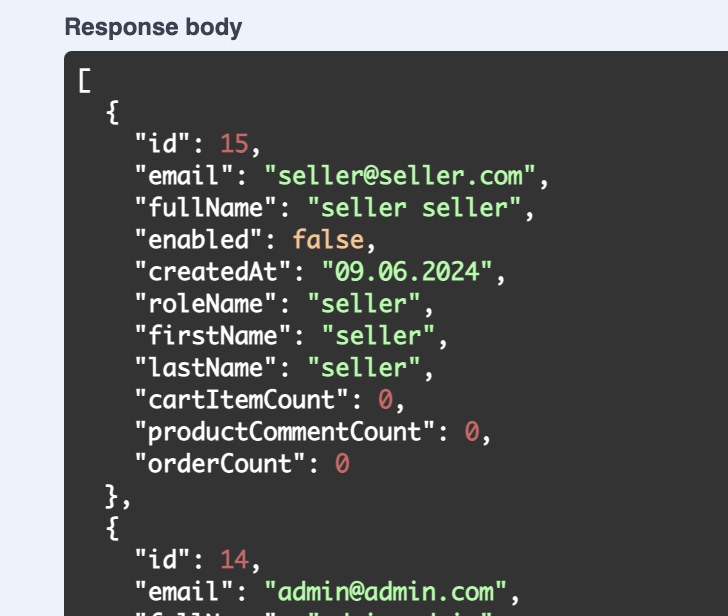 Response body
[
{
"id": 15,
"email": "seller@seller.com",
"fullName": "seller seller",
"enabled": false,
"createdAt": "09.06.2024",
"roleName": "seller",
"firstName": "seller",
"lastName": "seller",
"cartItemCount": 0,
"productCommentCount": 0,
"orderCount": 0
},
{
"id": 14,
"email": "admin@admin.com",